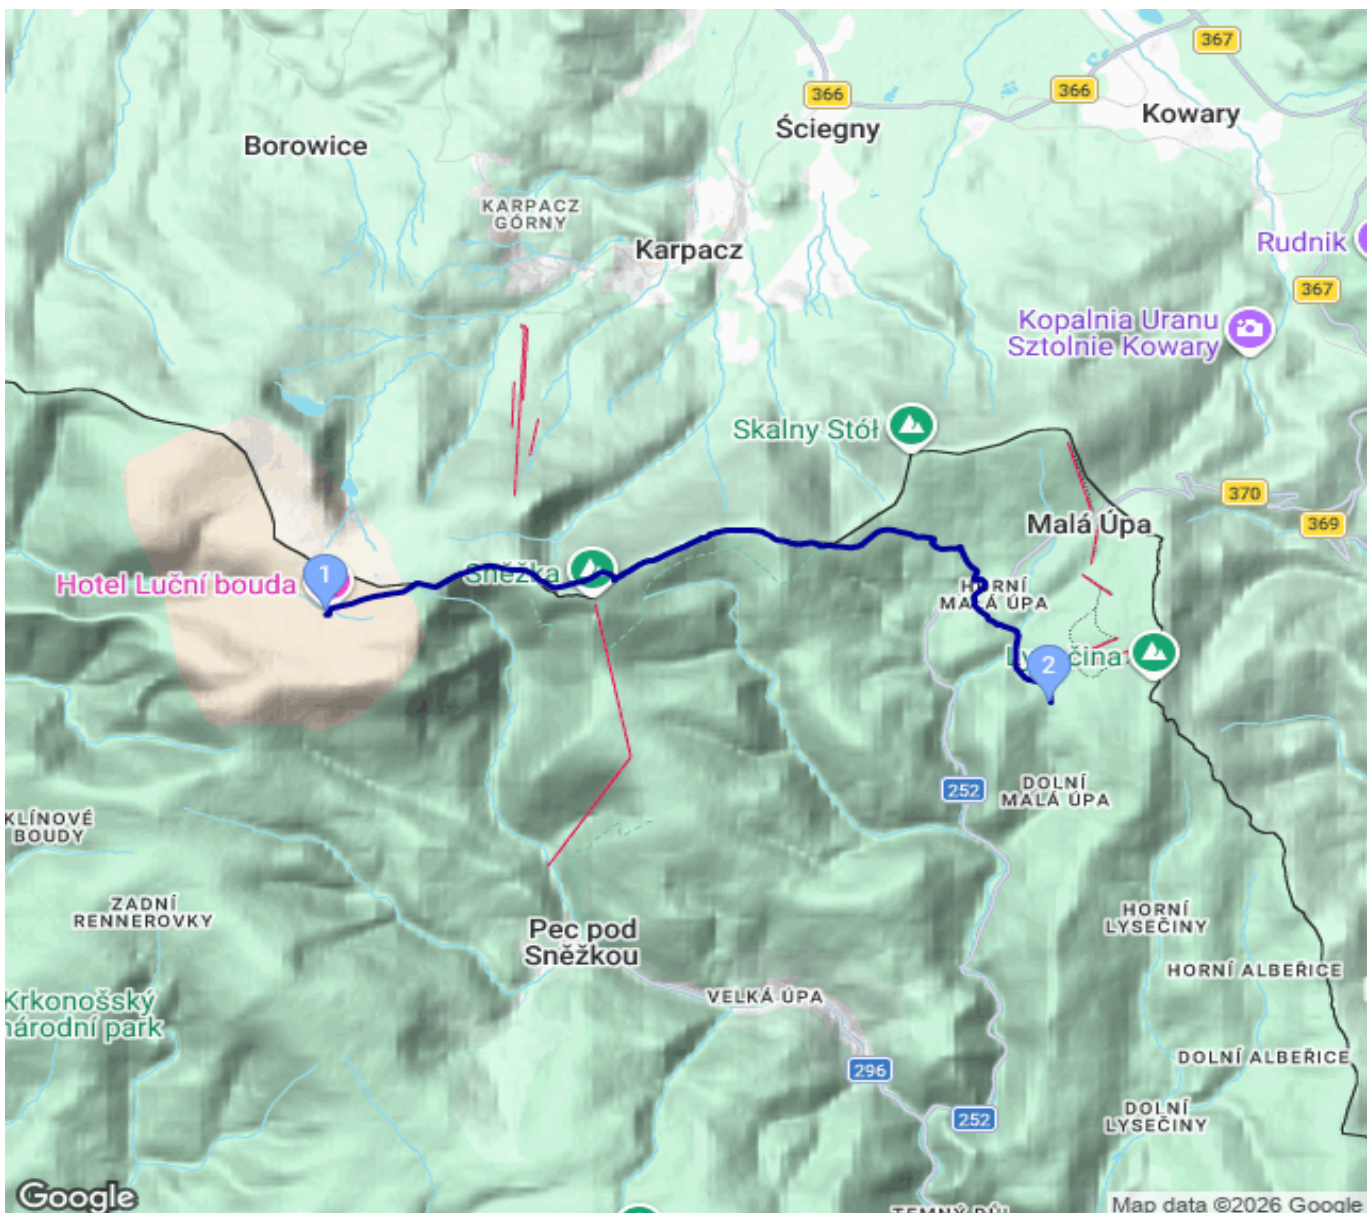 367
366
366
Kowary
Ściegny
Borowice
KARPACZ
GÓRNY
Karpacz
Rudnik
367
Kopalnia Uranu
Sztolnie Kowary
Skalny Stół
370
369
Malá Úpa
Sněžka
1
Hotel Luční bouda
HORNÍ
MALÁ ÚPA
2
252
DOLNÍ
MALÁ ÚPA
KLÍNOVÉ
BOUDY
ZADNÍ
RENNEROVKY
HORNÍ
LYSEČINY
Pec pod
Sněžkou
HORNÍ ALBEŘICE
VELKÁ ÚPA
Krkonošský
národní park
DOLNÍ ALBEŘICE
296
252
DOLNÍ
LYSEČINY
Google
Map data ©2026 Google